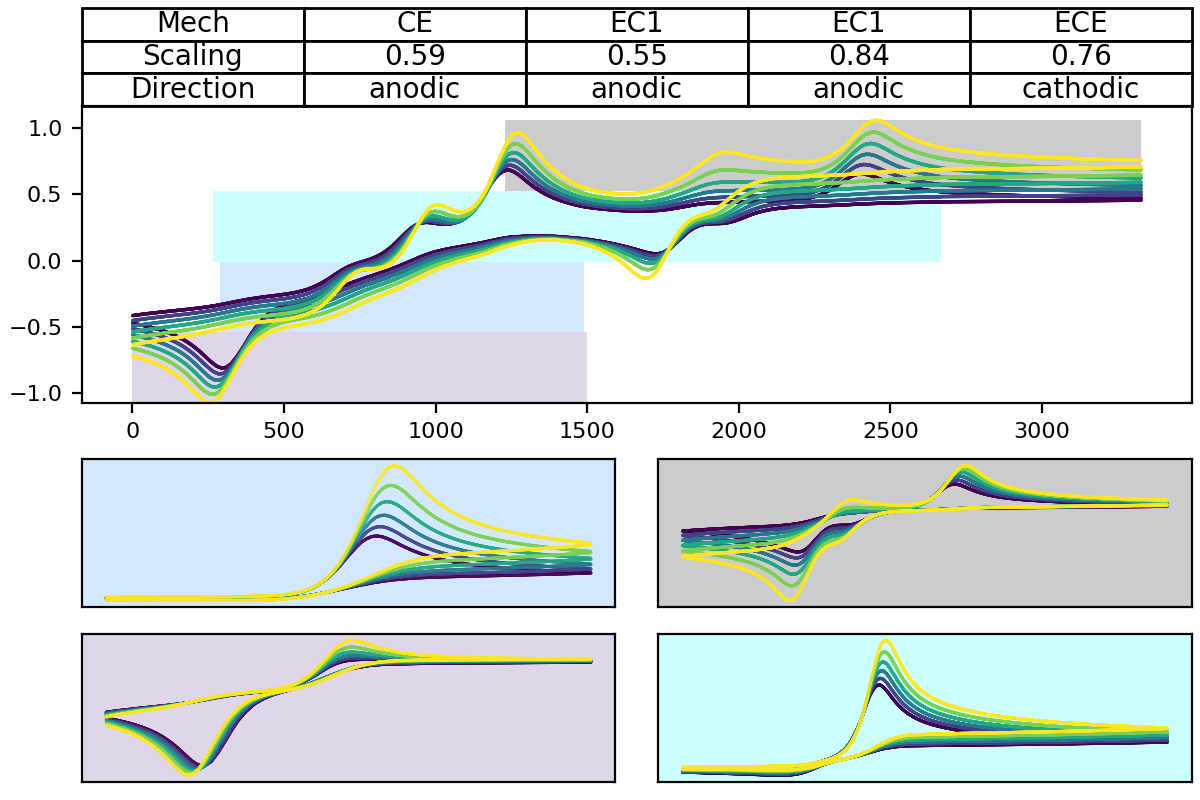 Mech CE EC1 EC1 ECE
Scaling 0.59 0.55 0.84 0.76
Direction anodic anodic anodic cathodic
1.0
0.5
0.0
−0.5
−1.0
0 500 1000 1500 2000 2500 3000